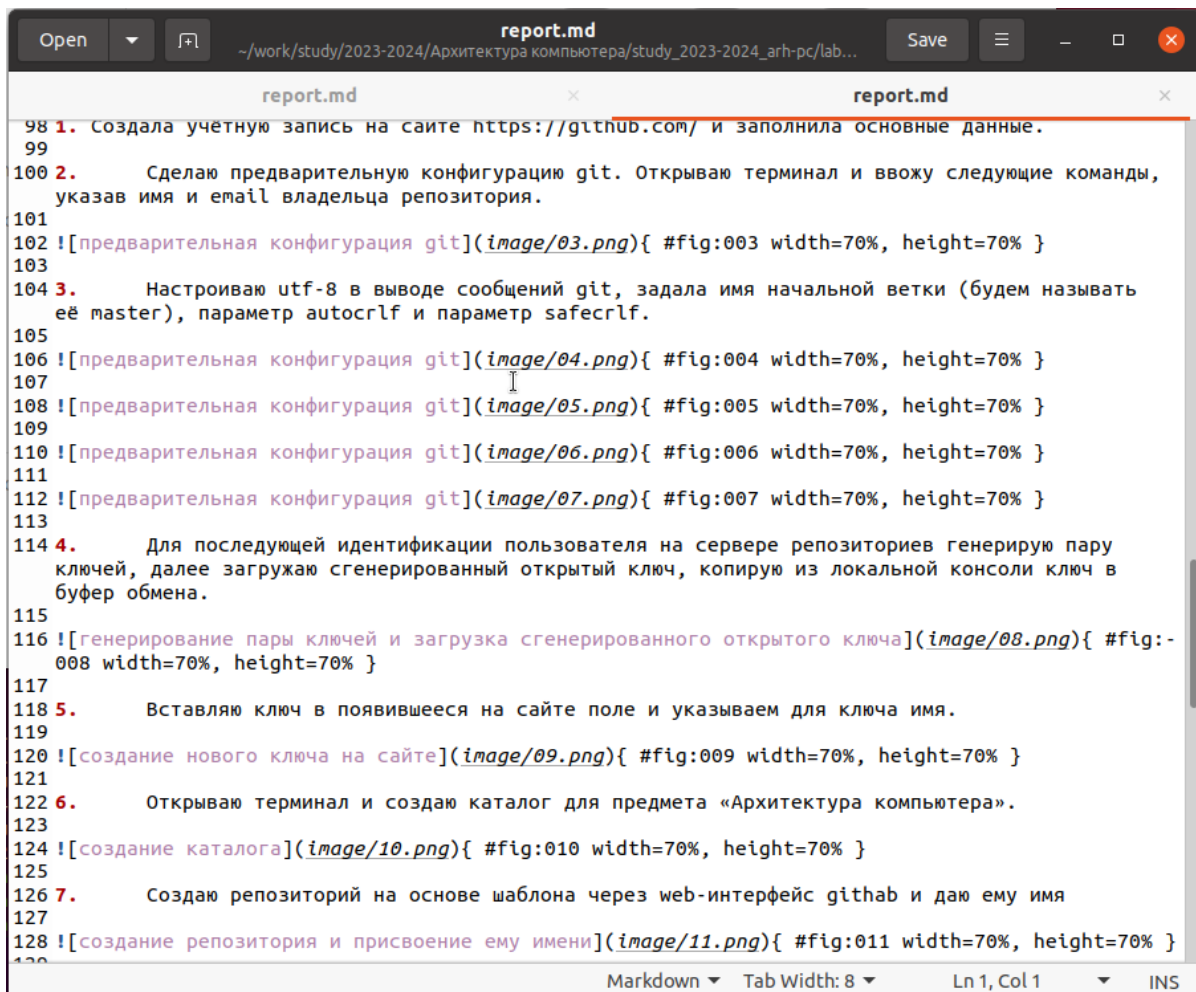 Open
report.md
~/work/study/2023-2024/Архитектура компьютера/study_2023-2024_arh-pc/lab...
Save
report.md
report.md
98 1. Создала учётную запись на сайте https://github.com/ и заполнила основные данные.
99
100 2. Сделаю предварительную конфигурацию git. Открываю терминал и ввожу следующие команды,
указав имя и email владельца репозитория.
101
102 ![предварительная конфигурация git](image/03.png){ #fig:003 width=70%, height=70% }
103
104 3. Настроиваю utf-8 в выводе сообщений git, задала имя начальной ветки (будем называть
её master), параметр autocrlf и параметр safecrlf.
105
106 ![предварительная конфигурация git](image/04.png){ #fig:004 width=70%, height=70% }
107
108 ![предварительная конфигурация git](image/05.png){ #fig:005 width=70%, height=70% }
109
110 ![предварительная конфигурация git](image/06.png){ #fig:006 width=70%, height=70% }
111
112 ![предварительная конфигурация git](image/07.png){ #fig:007 width=70%, height=70% }
113
114 4. Для последующей идентификации пользователя на сервере репозиториев генерирую пару
ключей, далее загружаю сгенерированный открытый ключ, копирую из локальной консоли ключ в
буфер обмена.
115
116 ![генерирование пары ключей и загрузка сгенерированного открытого ключа](image/08.png){ #fig:-
008 width=70%, height=70% }
117
118 5. Вставляю ключ в появившееся на сайте поле и указываем для ключа имя.
119
120 ![создание нового ключа на сайте](image/09.png){ #fig:009 width=70%, height=70% }
121
122 6. Открываю терминал и создаю каталог для предмета «Архитектура компьютера».
123
124 ![создание каталога](image/10.png){ #fig:010 width=70%, height=70% }
125
126 7. Создаю репозиторий на основе шаблона через web-интерфейс githab и даю ему имя
127
128 ![создание репозитория и присвоение ему имени](image/11.png){ #fig:011 width=70%, height=70% }
Markdown Tab Width: 8 Ln 1, Col 1 INS